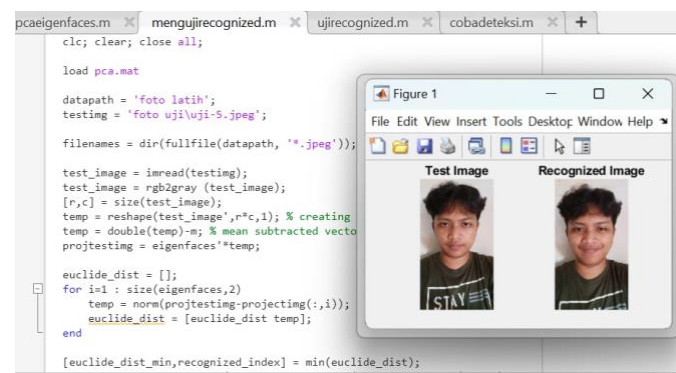 pcaeigenfaces.m × mengujirecognized.m × ujirecognized.m × cobadeteksi.m × +
clc; clear; close all;
load pca.mat
datapath = 'foto latih';
testimg = 'foto uji\uji-5.jpeg';
filenames = dir(fullfile(datapath, '*.jpeg'));
test_image = imread(testimg);
test_image = rgb2gray (test_image);
[r,c] = size(test_image);
temp = reshape(test_image',r*c,1); % creating
temp = double(temp)-m; % mean subtracted vecto
projtestimg = eigenfaces'*temp;
euclide_dist = [];
for i=1 : size(eigenfaces,2)
temp = norm(projtestimg-projectimg(:,i));
euclide_dist = [euclide_dist temp];
end
[euclide_dist_min,recognized_index] = min(euclide_dist);
Figure 1
File Edit View Insert Tools Desktop Window Help
Test Image Recognized Image
STAY